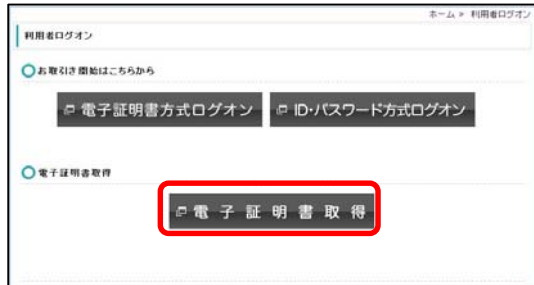 ホーム > 利用者ログオン
利用者ログオン
お取引き開始はこちらから
電子証明書方式ログオン ID・パスワード方式ログオン
電子証明書取得
電子証明書取得